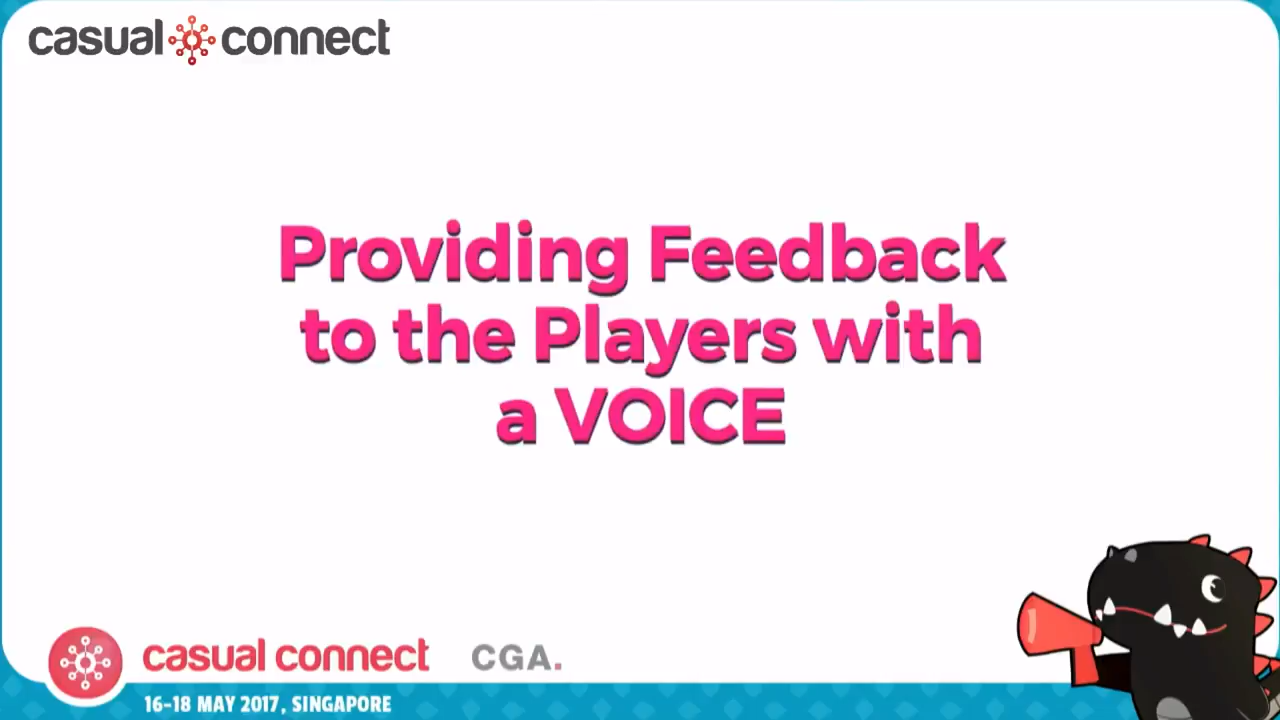 casual connect
Providing Feedback
to the Players with
a VOICE
casual connect CGA.
16-18 MAY 2017, SINGAPORE